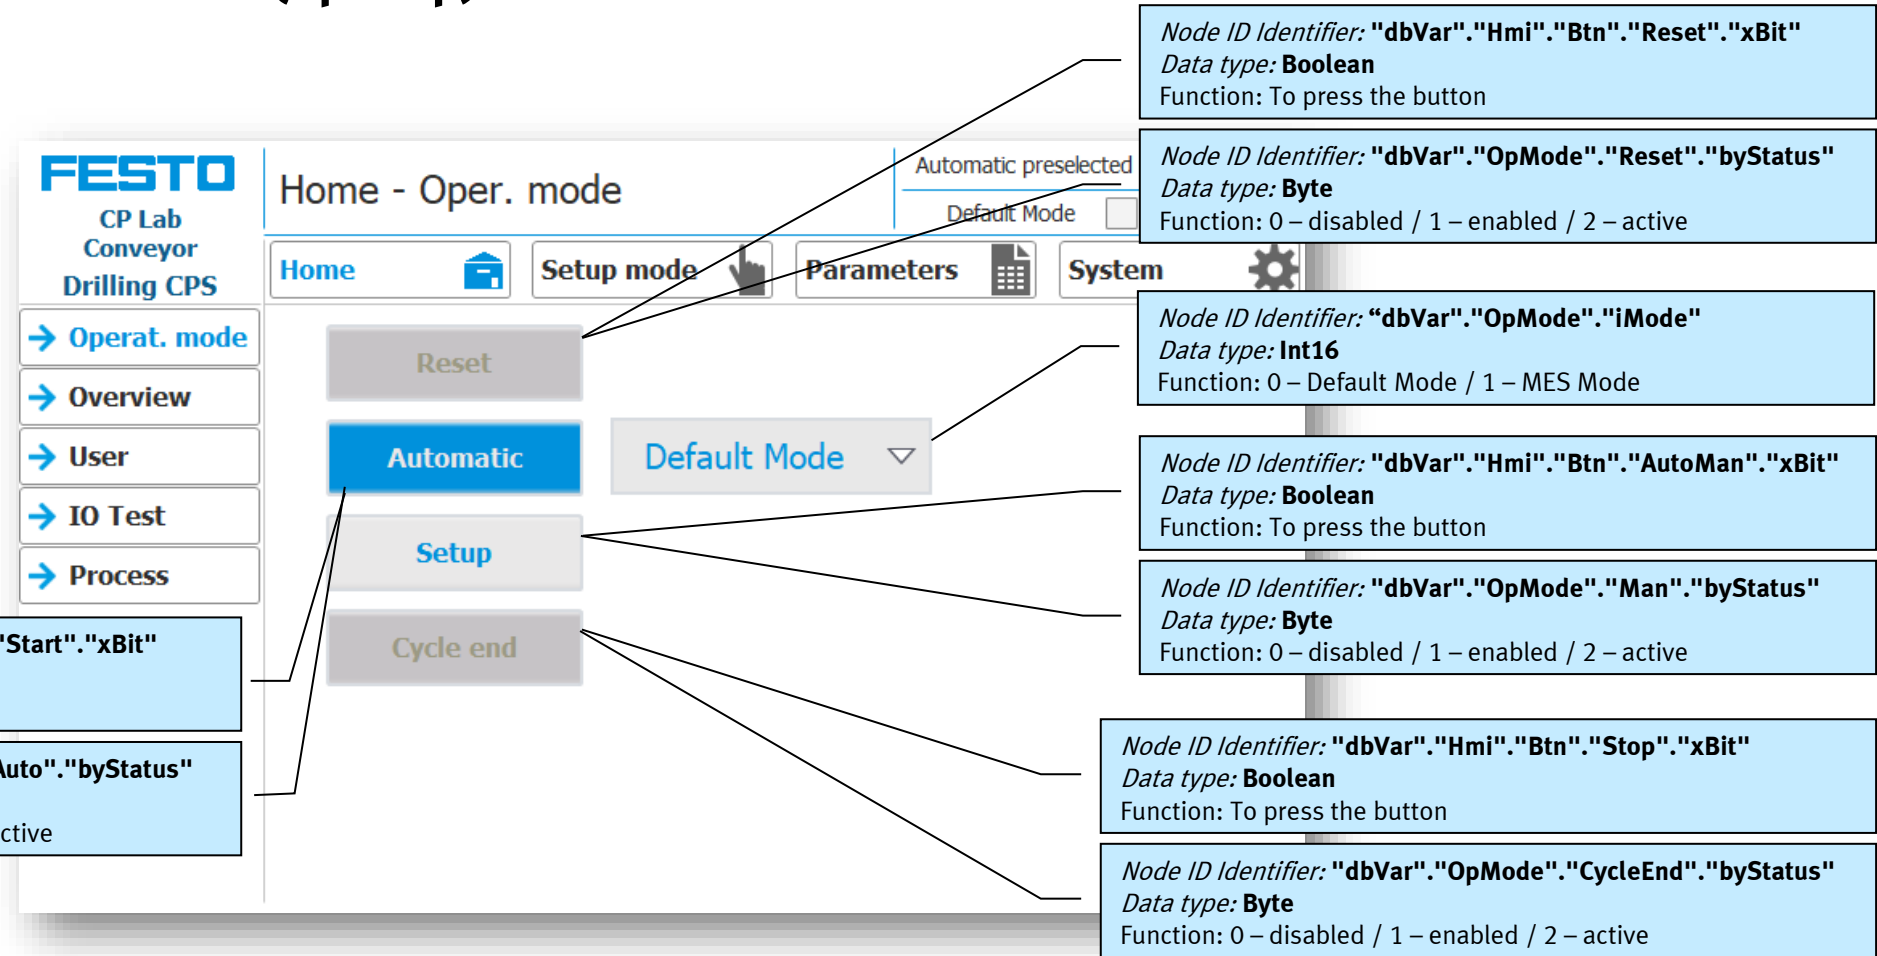 Node ID Identifier: "dbVar"."Hmi"."Btn"."Reset"."xBit"
Data type: Boolean
Function: To press the button
Node ID Identifier: "dbVar"."OpMode"."Reset"."byStatus"
Data type: Byte
Function: 0 – disabled / 1 – enabled / 2 – active
FESTO
CP Lab
Conveyor
Drilling CPS
Home - Oper. mode
Automatic preselected
Default Mode
Home
Setup mode
Parameters
System
Operat. mode
Overview
User
IO Test
Process
Reset
Automatic
Default Mode
Setup
Cycle end
Node ID Identifier: “dbVar"."OpMode"."iMode"
Data type: Int16
Function: 0 – Default Mode / 1 – MES Mode
Node ID Identifier: "dbVar"."Hmi"."Btn"."AutoMan"."xBit"
Data type: Boolean
Function: To press the button
Node ID Identifier: "dbVar"."OpMode"."Man"."byStatus"
Data type: Byte
Function: 0 – disabled / 1 – enabled / 2 – active
"Start"."xBit"
Auto"."byStatus"
ctive
Node ID Identifier: "dbVar"."Hmi"."Btn"."Stop"."xBit"
Data type: Boolean
Function: To press the button
Node ID Identifier: "dbVar"."OpMode"."CycleEnd"."byStatus"
Data type: Byte
Function: 0 – disabled / 1 – enabled / 2 – active